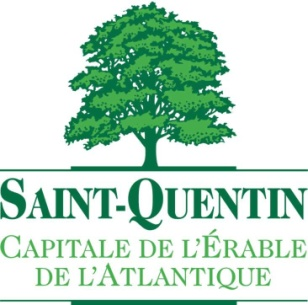 SAINT-QUENTIN
CAPITALE DE L'ÉRABLE
DE L'ATLANTIQUE